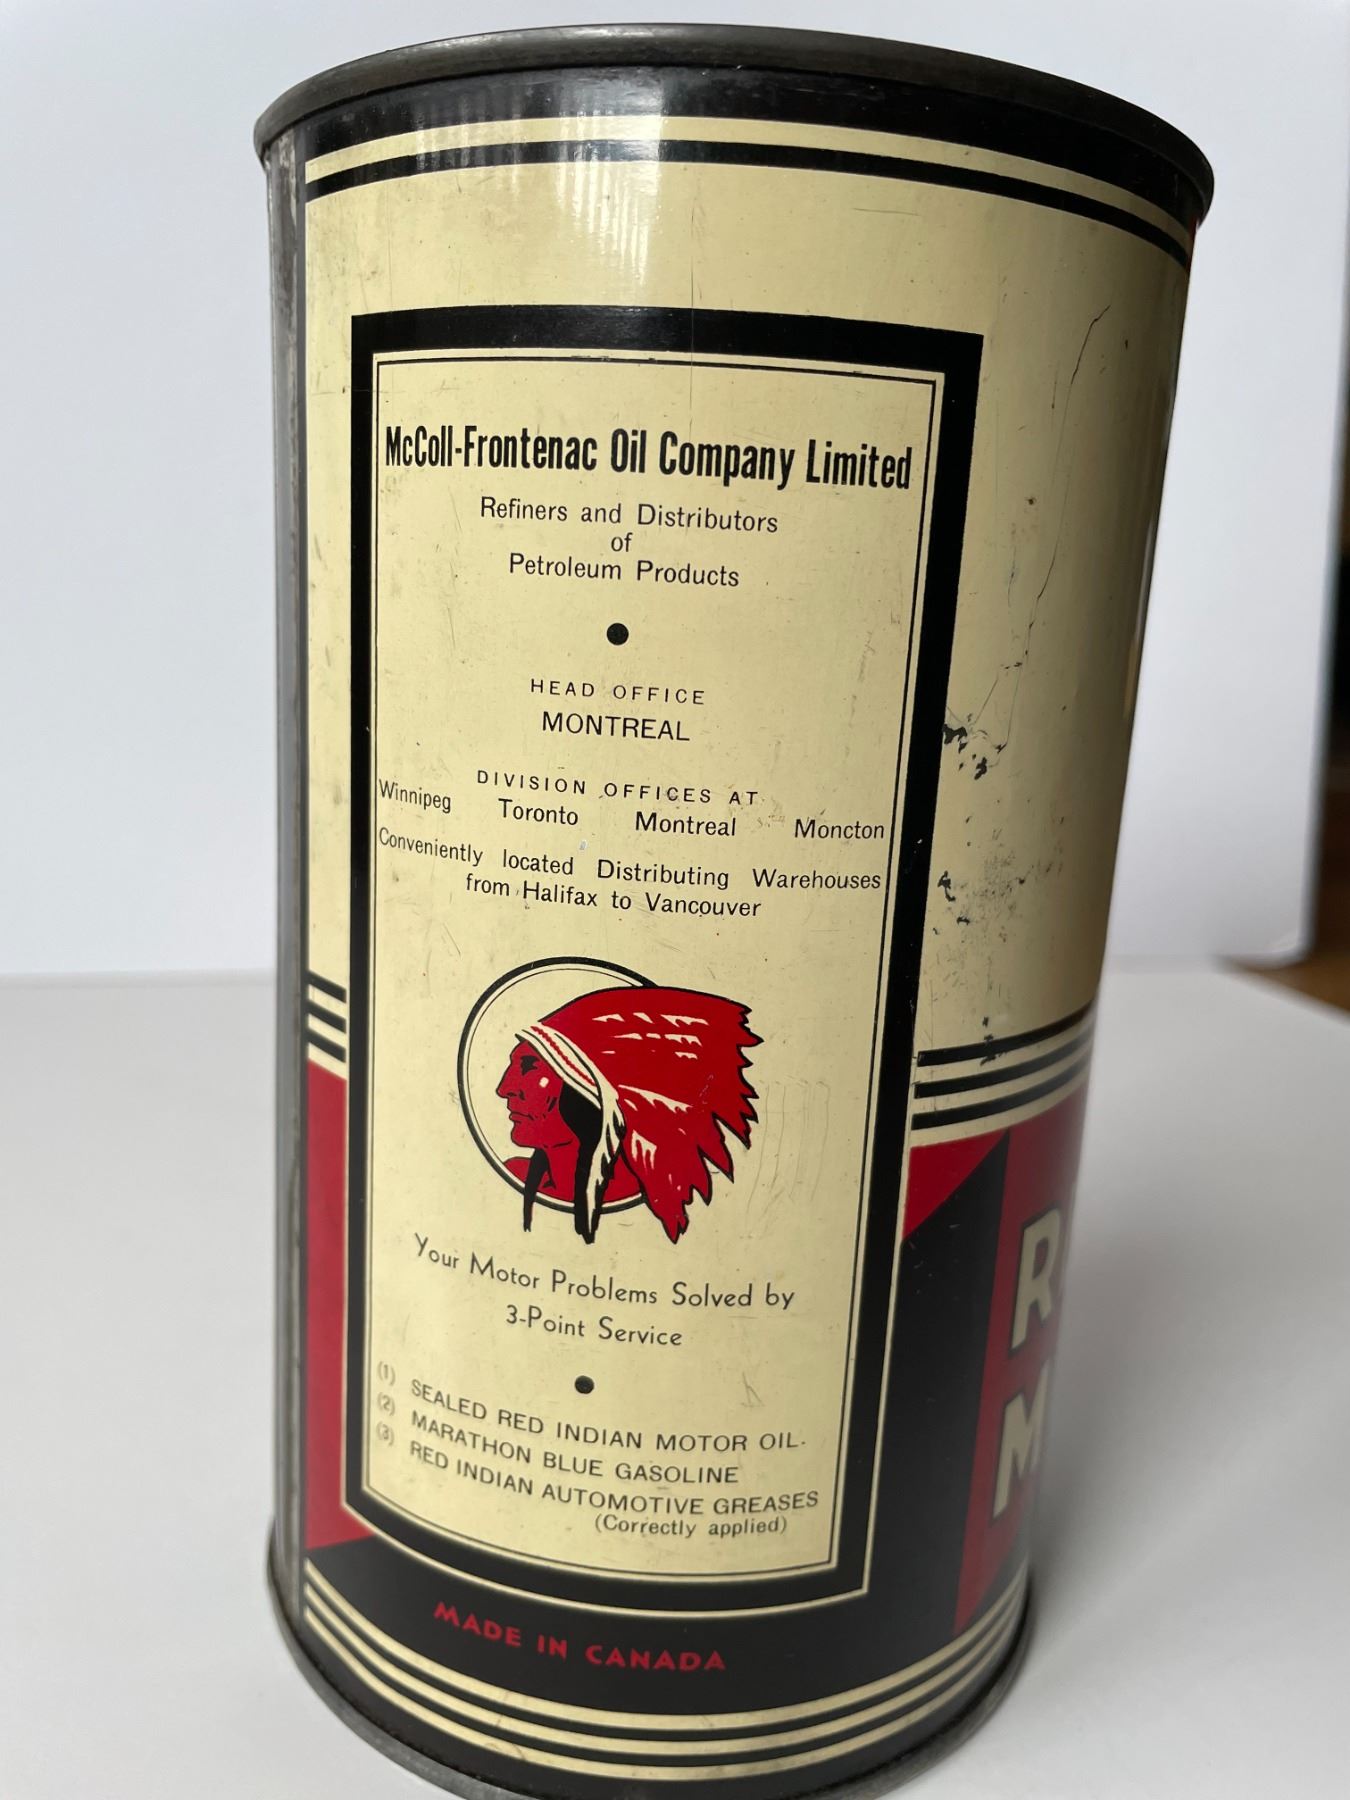 McColl-Frontenac Oil Company Limited
Refiners and Distributors
of
Petroleum Products
HEAD OFFICE
MONTREAL
DIVISION OFFICES AT
Winnipeg Toronto Montreal Moncton
Conveniently located Distributing Warehouses
from Halifax to Vancouver
Your Motor Problems Solved by
3-Point Service
(1) SEALED RED INDIAN MOTOR OIL.
(2) MARATHON BLUE GASOLINE
(3) RED INDIAN AUTOMOTIVE GREASES
(Correctly applied)
MADE IN CANADA